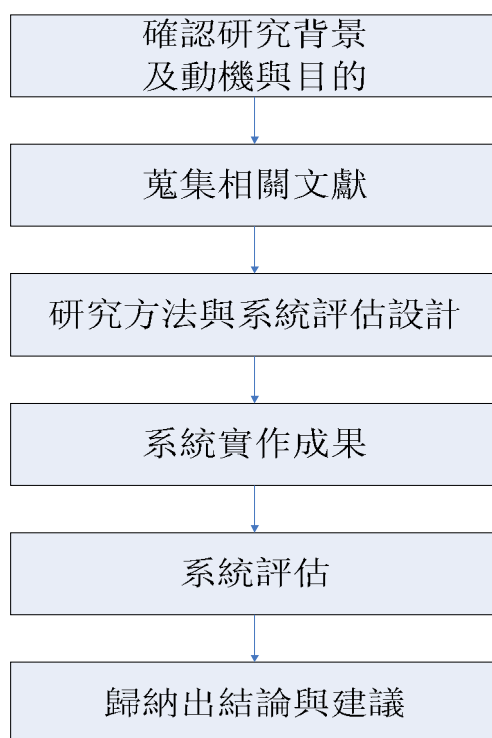 確認研究背景
及動機與目的
蒐集相關文獻
研究方法與系統評估設計
系統實作成果
系統評估
歸納出結論與建議